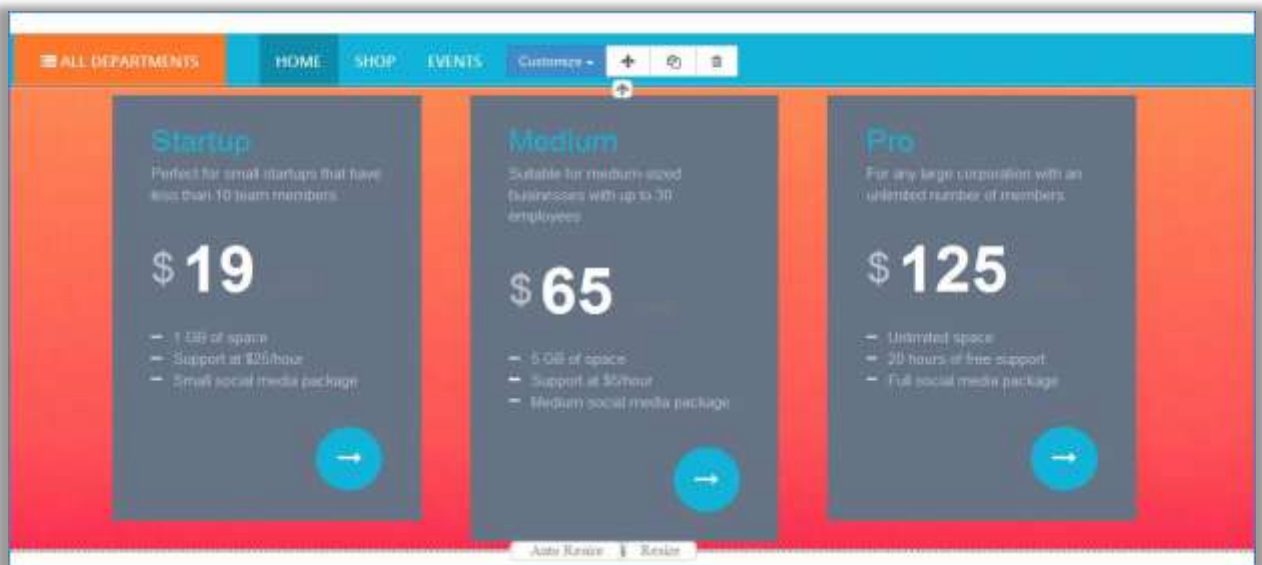 ALL DEPARTMENTS
HOME
SHOP
EVENTS
Customize
Startup
Perfect for small startups that have
less than 10 team members
$ 19
1 GB of space
Support at $25/hour
Small social media package
Medium
Suitable for medium-sized
businesses with up to 30
employees
$ 65
5 GB of space
Support at $5/hour
Medium social media package
Pro
For any large corporation with an
unlimited number of members
$ 125
Unlimited space
20 hours of free support
Full social media package
Auto Resize
Resize